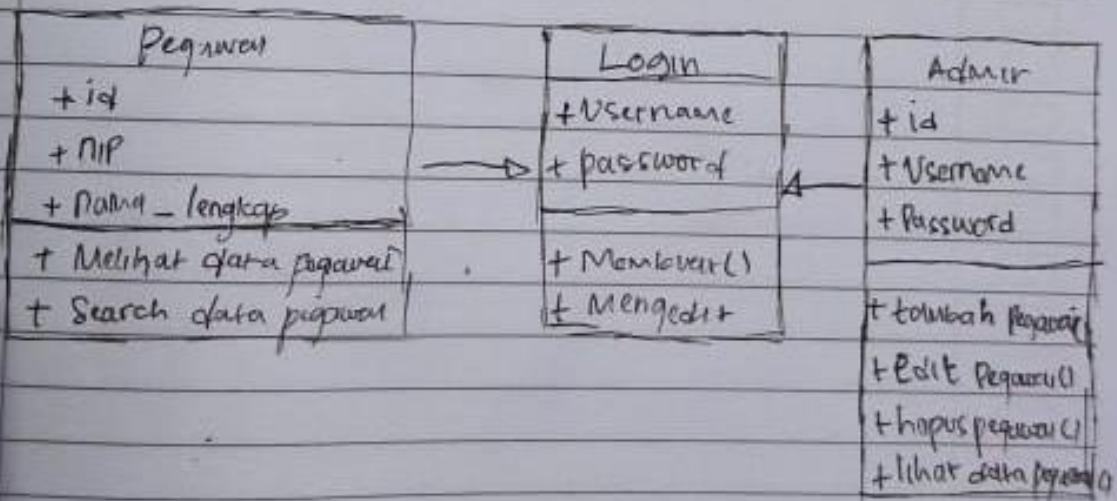 Pegawai
+ id
+ NIP
+ nama_lengkap
+ Melihat data pegawai
+ Search data pegawai
Login
+ Username
+ password
+ Membuat()
+ Mengedit
Admin
+ id
+ Username
+ Password
+ tambah pegawai
+ Edit Pegawai()
+ hapus pegawai()
+ lihat data pegawai()